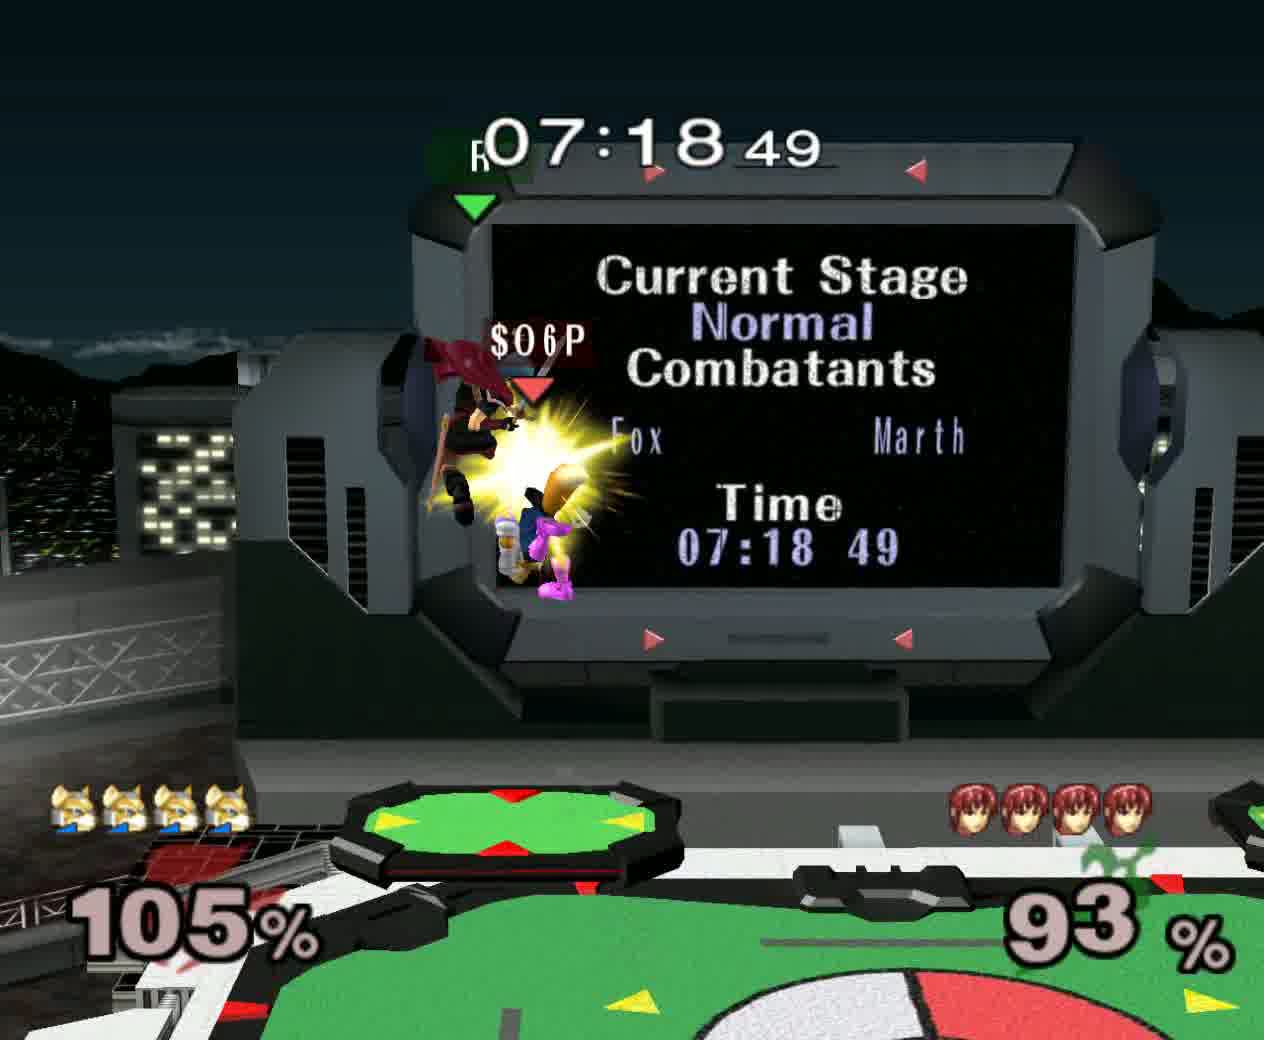 07:18 49
Current Stage
Normal
$06P
Combatants
Fox Marth
Time
07:18 49
105%
93%